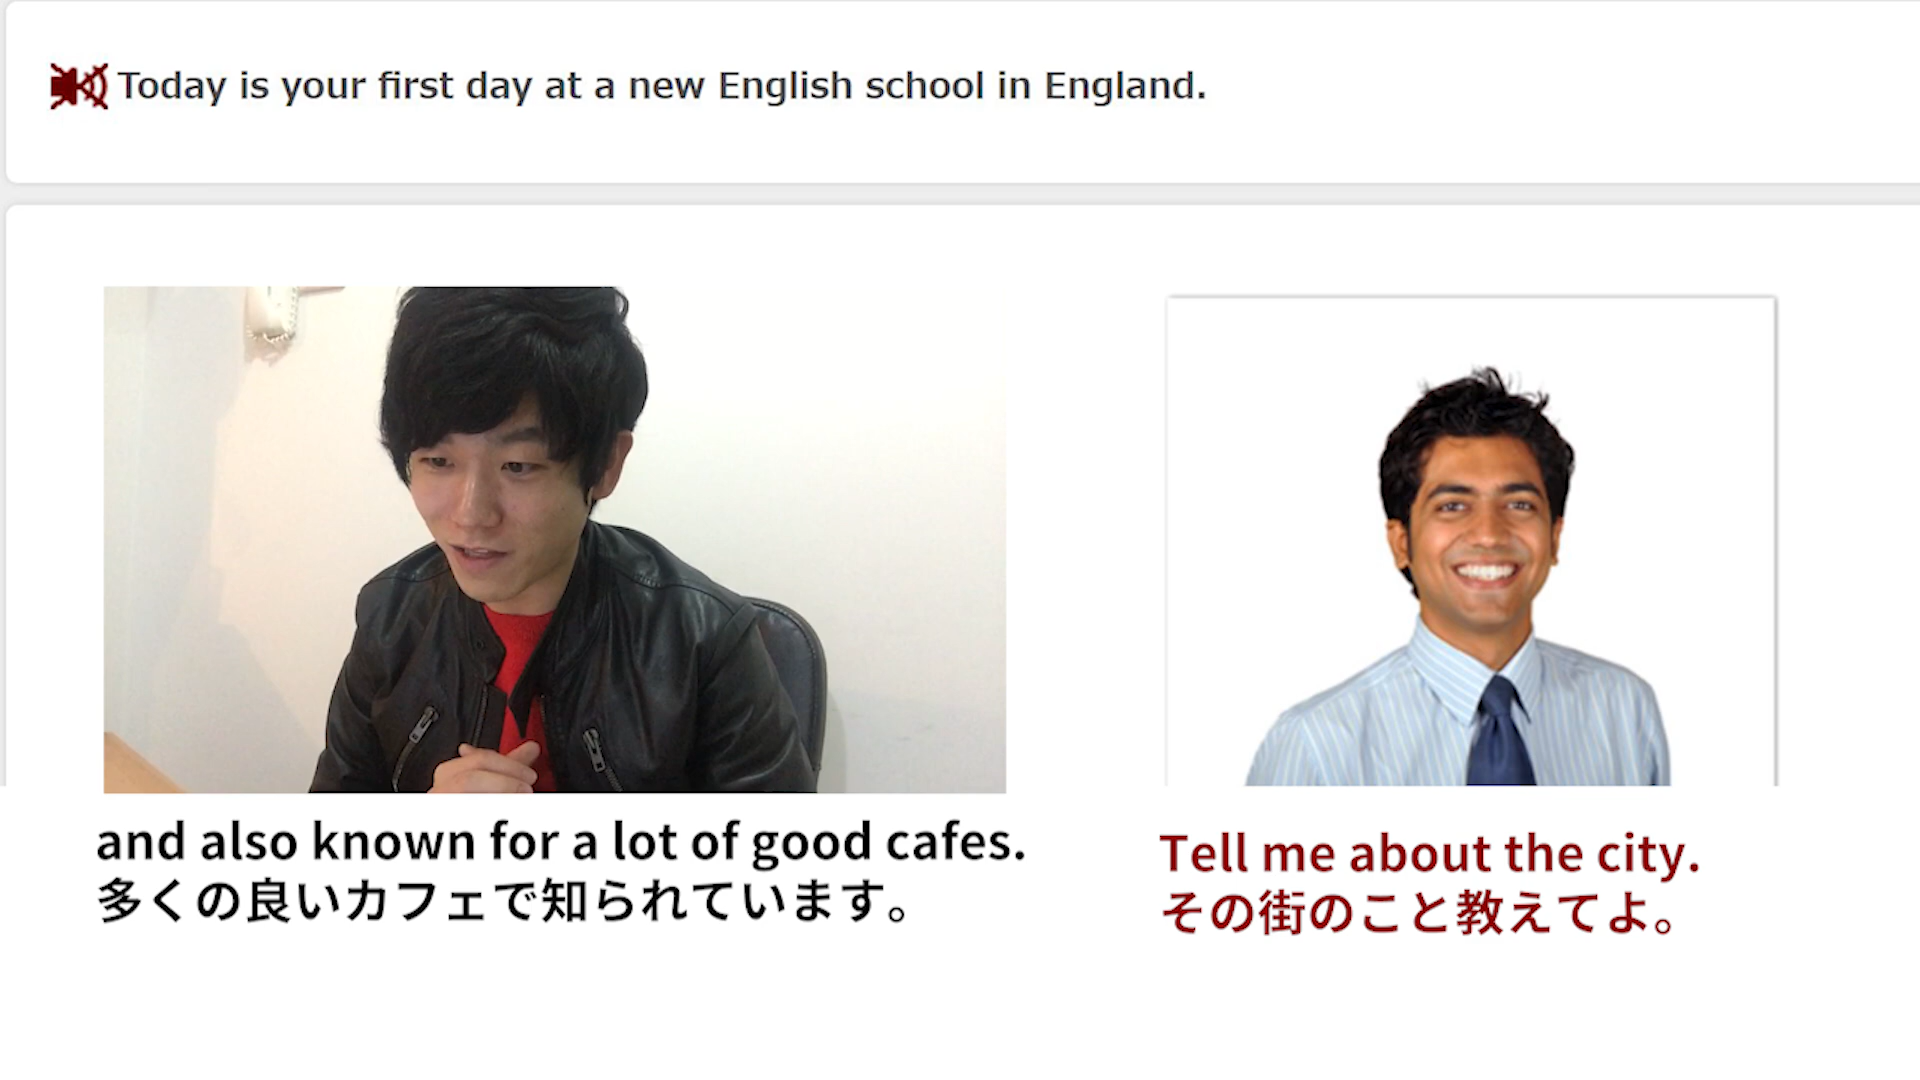 Today is your first day at a new English school in England.
and also known for a lot of good cafes.
多くの良いカフェで知られています。
Tell me about the city.
その街のこと教えてよ。